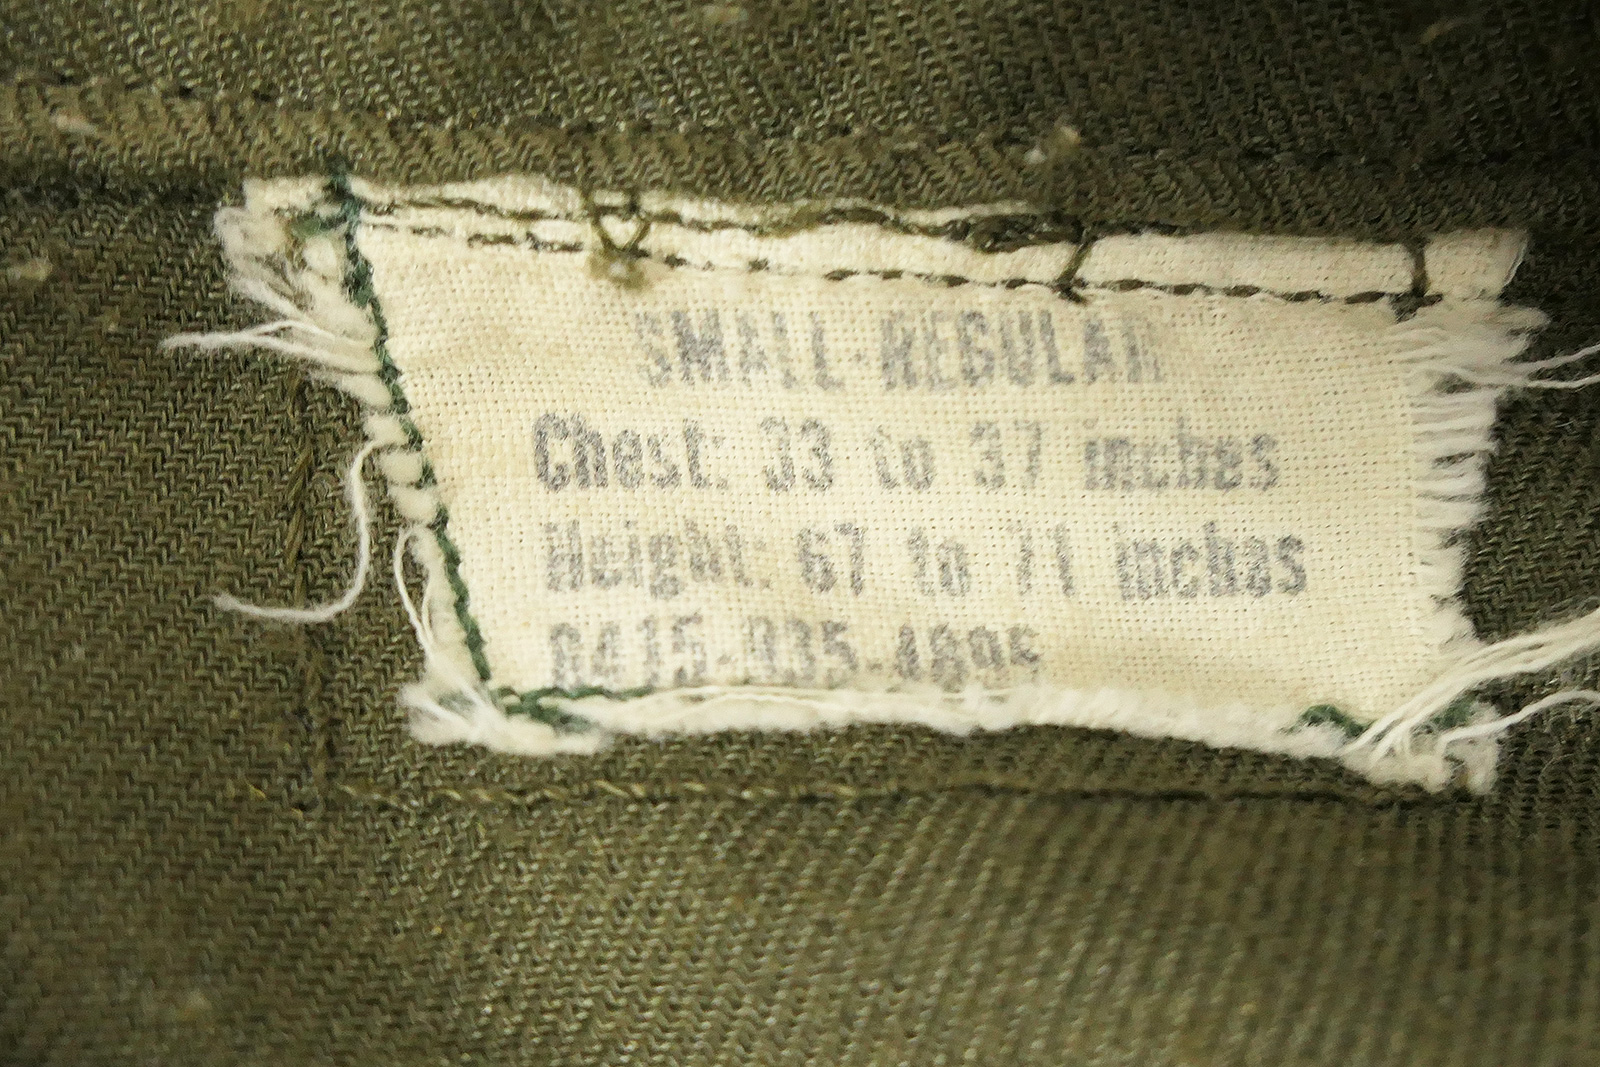 SMALL-REGULAR
Chest: 33 to 37 inches
Height: 67 to 71 inches